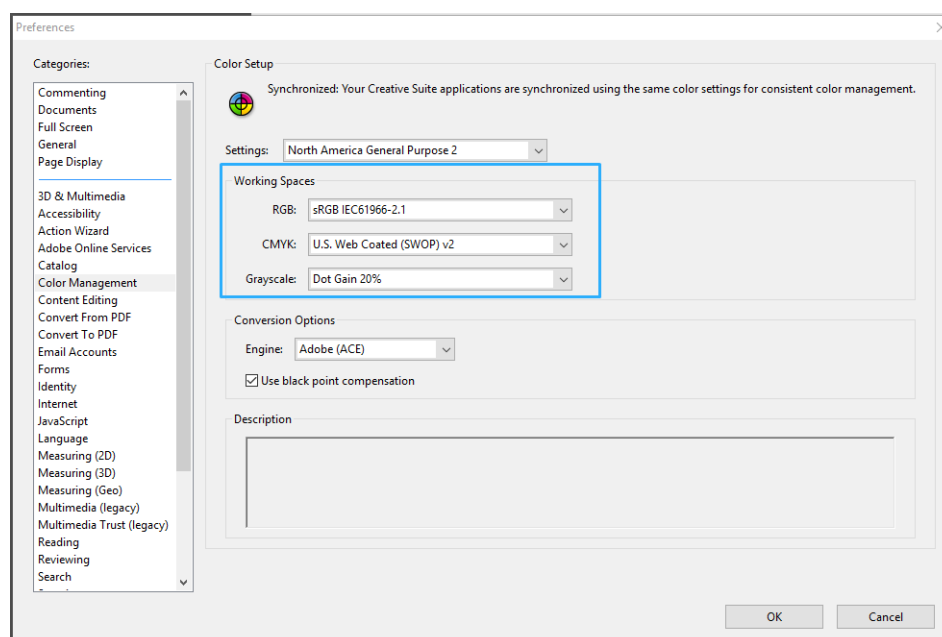 Preferences
Categories:
Commenting
Documents
Full Screen
General
Page Display
3D & Multimedia
Accessibility
Action Wizard
Adobe Online Services
Catalog
Color Management
Content Editing
Convert From PDF
Convert To PDF
Email Accounts
Forms
Identity
Internet
JavaScript
Language
Measuring (2D)
Measuring (3D)
Measuring (Geo)
Multimedia (legacy)
Multimedia Trust (legacy)
Reading
Reviewing
Search
Color Setup
Synchronized: Your Creative Suite applications are synchronized using the same color settings for consistent color management.
Settings: North America General Purpose 2
Working Spaces
RGB: sRGB IEC61966-2.1
CMYK: U.S. Web Coated (SWOP) v2
Grayscale: Dot Gain 20%
Conversion Options
Engine: Adobe (ACE)
Use black point compensation
Description
OK
Cancel